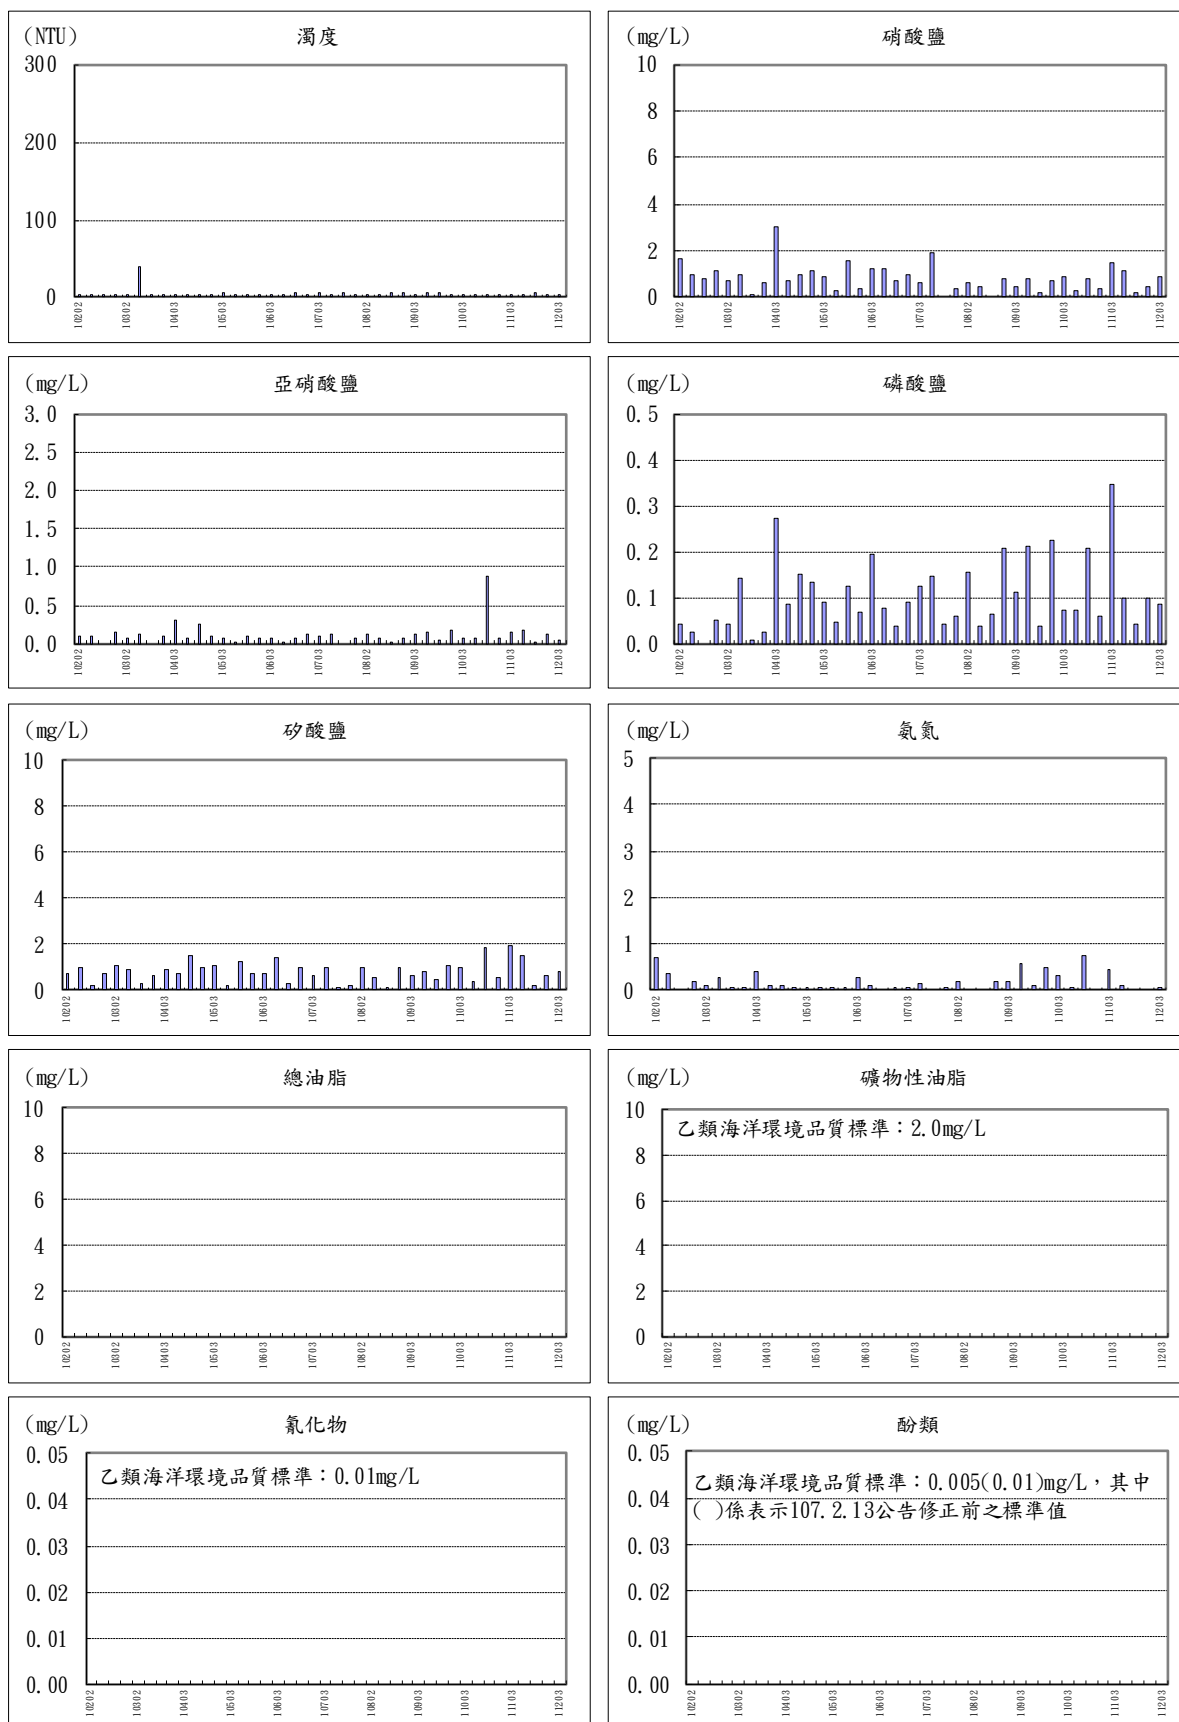 (NTU) 濁度
300
200
100
0
10202 10302 10403 10503 10603 10703 10802 10903 11003 11103 11203
(mg/L) 硝酸鹽
10
8
6
4
2
0
10202 10302 10403 10503 10603 10703 10802 10903 11003 11103 11203
(mg/L) 亞硝酸鹽
3.0
2.5
2.0
1.5
1.0
0.5
0.0
10202 10302 10403 10503 10603 10703 10802 10903 11003 11103 11203
(mg/L) 磷酸鹽
0.5
0.4
0.3
0.2
0.1
0.0
10202 10302 10403 10503 10603 10703 10802 10903 11003 11103 11203
(mg/L) 矽酸鹽
10
8
6
4
2
0
10202 10302 10403 10503 10603 10703 10802 10903 11003 11103 11203
(mg/L) 氨氮
5
4
3
2
1
0
10202 10302 10403 10503 10603 10703 10802 10903 11003 11103 11203
(mg/L) 總油脂
10
8
6
4
2
0
10202 10302 10403 10503 10603 10703 10802 10903 11003 11103 11203
(mg/L) 礦物性油脂
10
乙類海洋環境品質標準：2.0mg/L
8
6
4
2
0
10202 10302 10403 10503 10603 10703 10802 10903 11003 11103 11203
(mg/L) 氰化物
0.05
乙類海洋環境品質標準：0.01mg/L
0.04
0.03
0.02
0.01
0.00
10202 10302 10403 10503 10603 10703 10802 10903 11003 11103 11203
(mg/L) 酚類
0.05
乙類海洋環境品質標準：0.005(0.01)mg/L，其中
( )係表示107.2.13公告修正前之標準值
0.04
0.03
0.02
0.01
0.00
10202 10302 10403 10503 10603 10703 10802 10903 11003 11103 11203